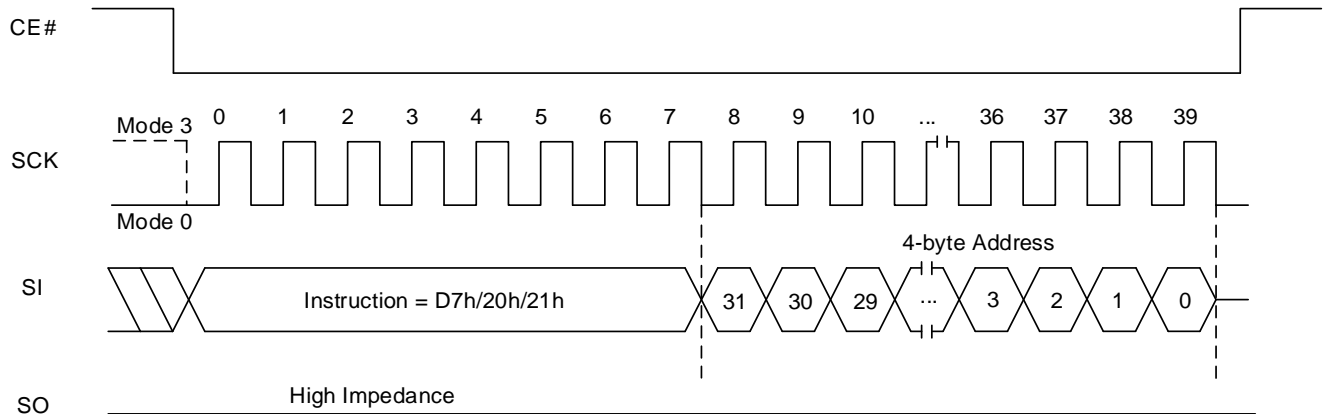 CE#
0 1 2 3 4 5 6 7 8 9 10 ... 36 37 38 39
Mode 3
SCK
Mode 0
4-byte Address
SI
Instruction = D7h/20h/21h 31 30 29 ... 3 2 1 0
High Impedance
SO